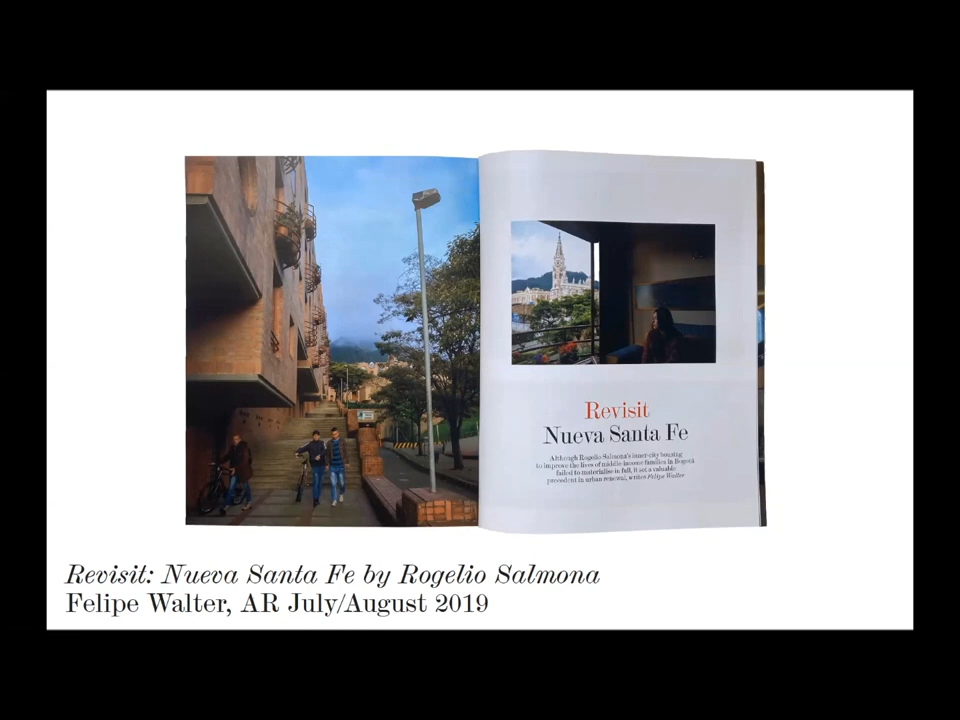 Revisit
Nueva Santa Fe
Although Rogelio Salmona's inner-city housing
to improve the lives of middle-income families in Bogotá
failed to materialise in full, it set a valuable
precedent in urban renewal, writes Felipe Walter
Revisit: Nueva Santa Fe by Rogelio Salmona
Felipe Walter, AR July/August 2019